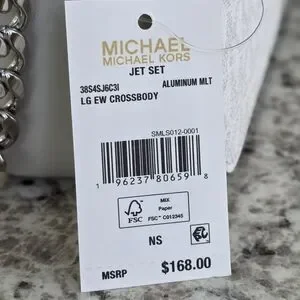 MICHAEL
MICHAEL KORS
JET SET
38S4SJ6C3I ALUMINUM MLT
LG EW CROSSBODY
SMLS012-0001
1 96237 80659 8
FSC
MIX
Paper
FSC™ C012345
NS
MSRP $168.00